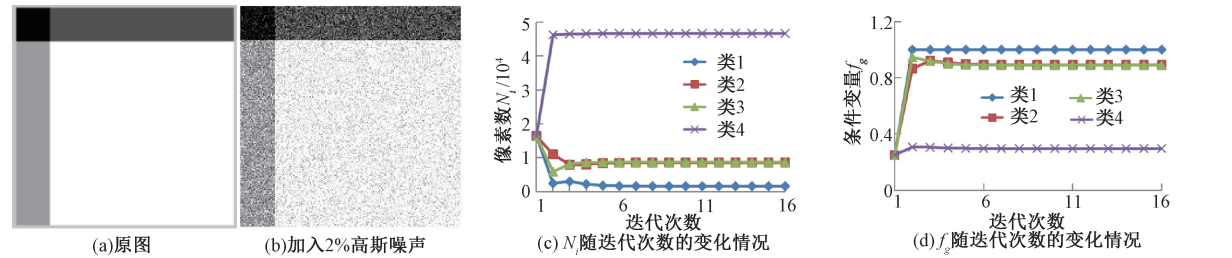 (a)原图
(b)加入2%高斯噪声
5
4
3
2
1
0
像素数Ni/10⁴
类1
类2
类3
类4
1 6 11 16
迭代次数
(c) Ni随迭代次数的变化情况
1.2
0.8
0.4
0
条件变量fg
类1 类3
类2 类4
1 6 11 16
迭代次数
(d) fg随迭代次数的变化情况